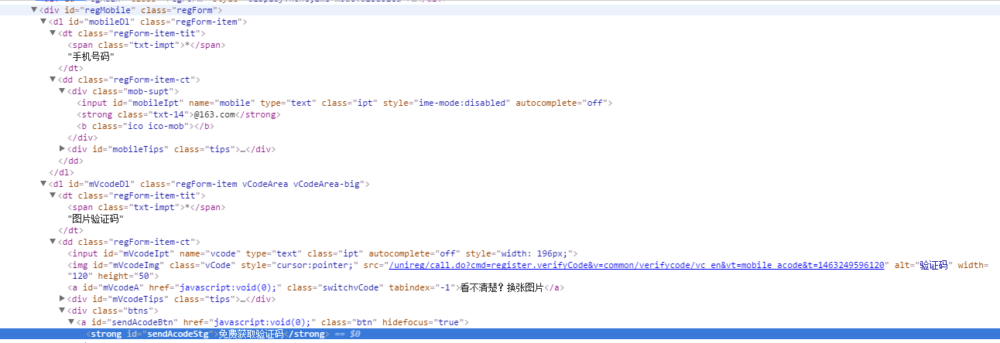 <div id="regMobile" class="regForm">
<dl id="mobileDl" class="regForm-item">
<dt class="regForm-item-tit">
<span class="txt-impt">*</span>
"手机号码"
</dt>
<dd class="regForm-item-ct">
<div class="mob-supt">
<input id="mobileIpt" name="mobile" type="text" class="ipt" style="ime-mode:disabled" autocomplete="off">
<strong class="txt-14">@163.com</strong>
<b class="ico ico-mob"></b>
</div>
<div id="mobileTips" class="tips">…</div>
</dd>
</dl>
<dl id="mVcodeDl" class="regForm-item vCodeArea vCodeArea-big">
<dt class="regForm-item-tit">
<span class="txt-impt">*</span>
"图片验证码"
</dt>
<dd class="regForm-item-ct">
<input id="mVcodeIpt" name="vcode" type="text" class="ipt" autocomplete="off" style="width: 196px;">
<img id="mVcodeImg" class="vCode" style="cursor:pointer;" src="/unireg/call.do?cmd=register.verifyCode&v=common/verifycode/vc_en&vt=mobile_acode&t=1463249596120" alt="验证码" width=
"120" height="50">
<a id="mVcodeA" href="javascript:void(0);" class="switchvCode" tabindex="-1">看不清楚？换张图片</a>
<div id="mVcodeTips" class="tips">…</div>
<div class="btns">
<a id="sendAcodeBtn" href="javascript:void(0);" class="btn" hidefocus="true">
<strong id="sendAcodeStg">免费获取验证码</strong> == $0